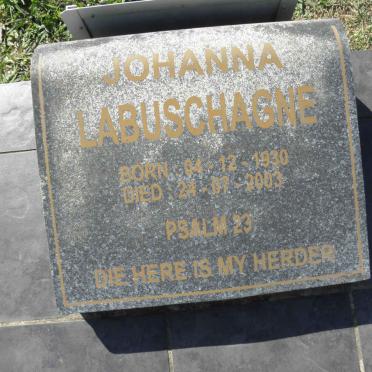 JOHANNA
LABUSCHAGNE
BORN : 04 - 12 - 1930
DIED : 24 - 07 - 2003
PSALM 23
DIE HERE IS MY HERDER